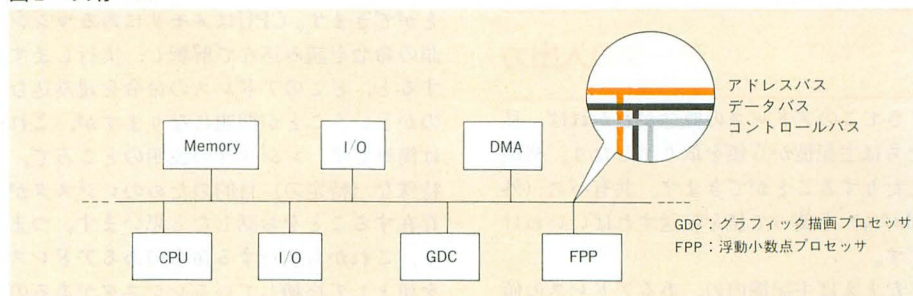 アドレスバス
データバス
コントロールバス
Memory
I/O
DMA
CPU
I/O
GDC
FPP
GDC：グラフィック描画プロセッサ
FPP：浮動小数点プロセッサ